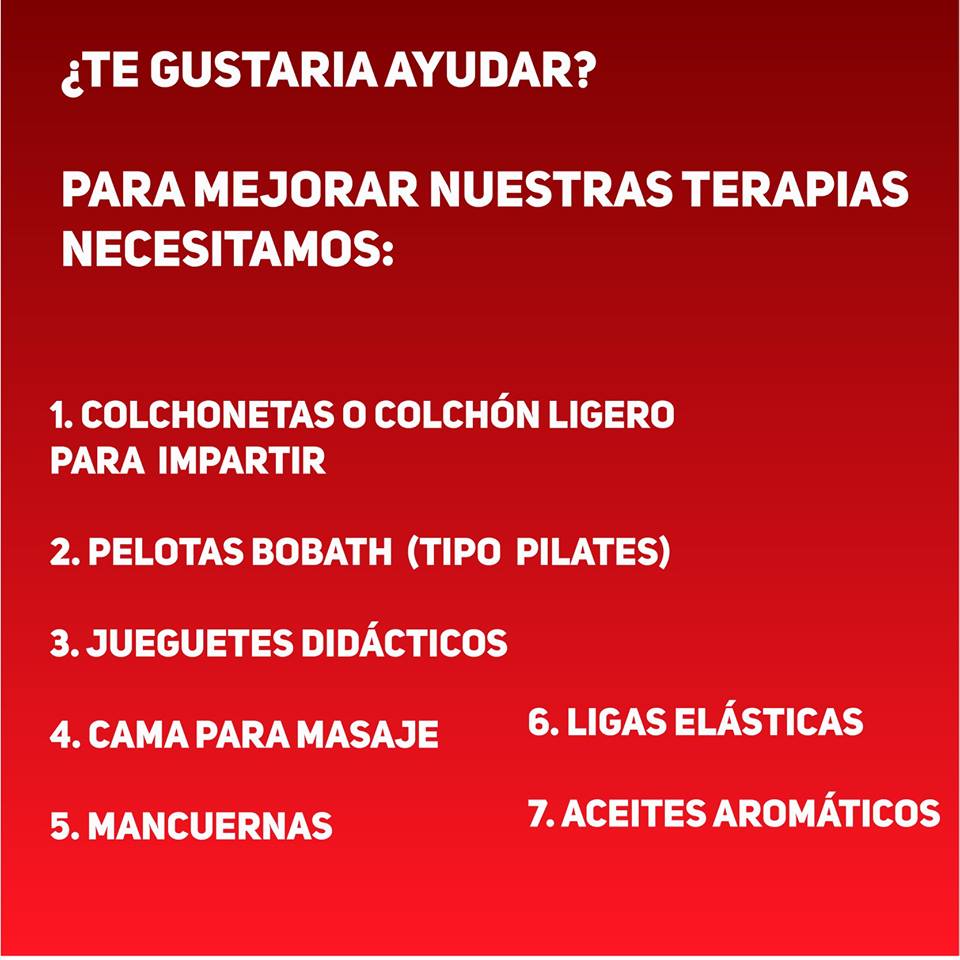 ¿TE GUSTARIA AYUDAR?
PARA MEJORAR NUESTRAS TERAPIAS
NECESITAMOS:
1. COLCHONETAS O COLCHÓN LIGERO
PARA IMPARTIR
2. PELOTAS BOBATH (TIPO PILATES)
3. JUEGUETES DIDÁCTICOS
4. CAMA PARA MASAJE
5. MANCUERNAS
6. LIGAS ELÁSTICAS
7. ACEITES AROMÁTICOS